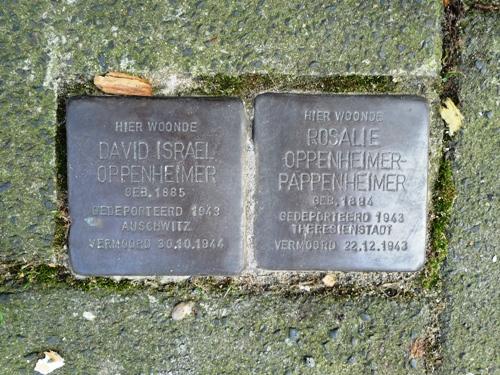 HIER WOONDE
DAVID ISRAEL
OPPENHEIMER
GEB. 1885
GEDEPORTEERD 1943
AUSCHWITZ
VERMOORD 30.10.1944
HIER WOONDE
ROSALIE
OPPENHEIMER-
PAPPENHEIMER
GEB. 1884
GEDEPORTEERD 1943
THERESIENSTADT
VERMOORD 22.12.1943